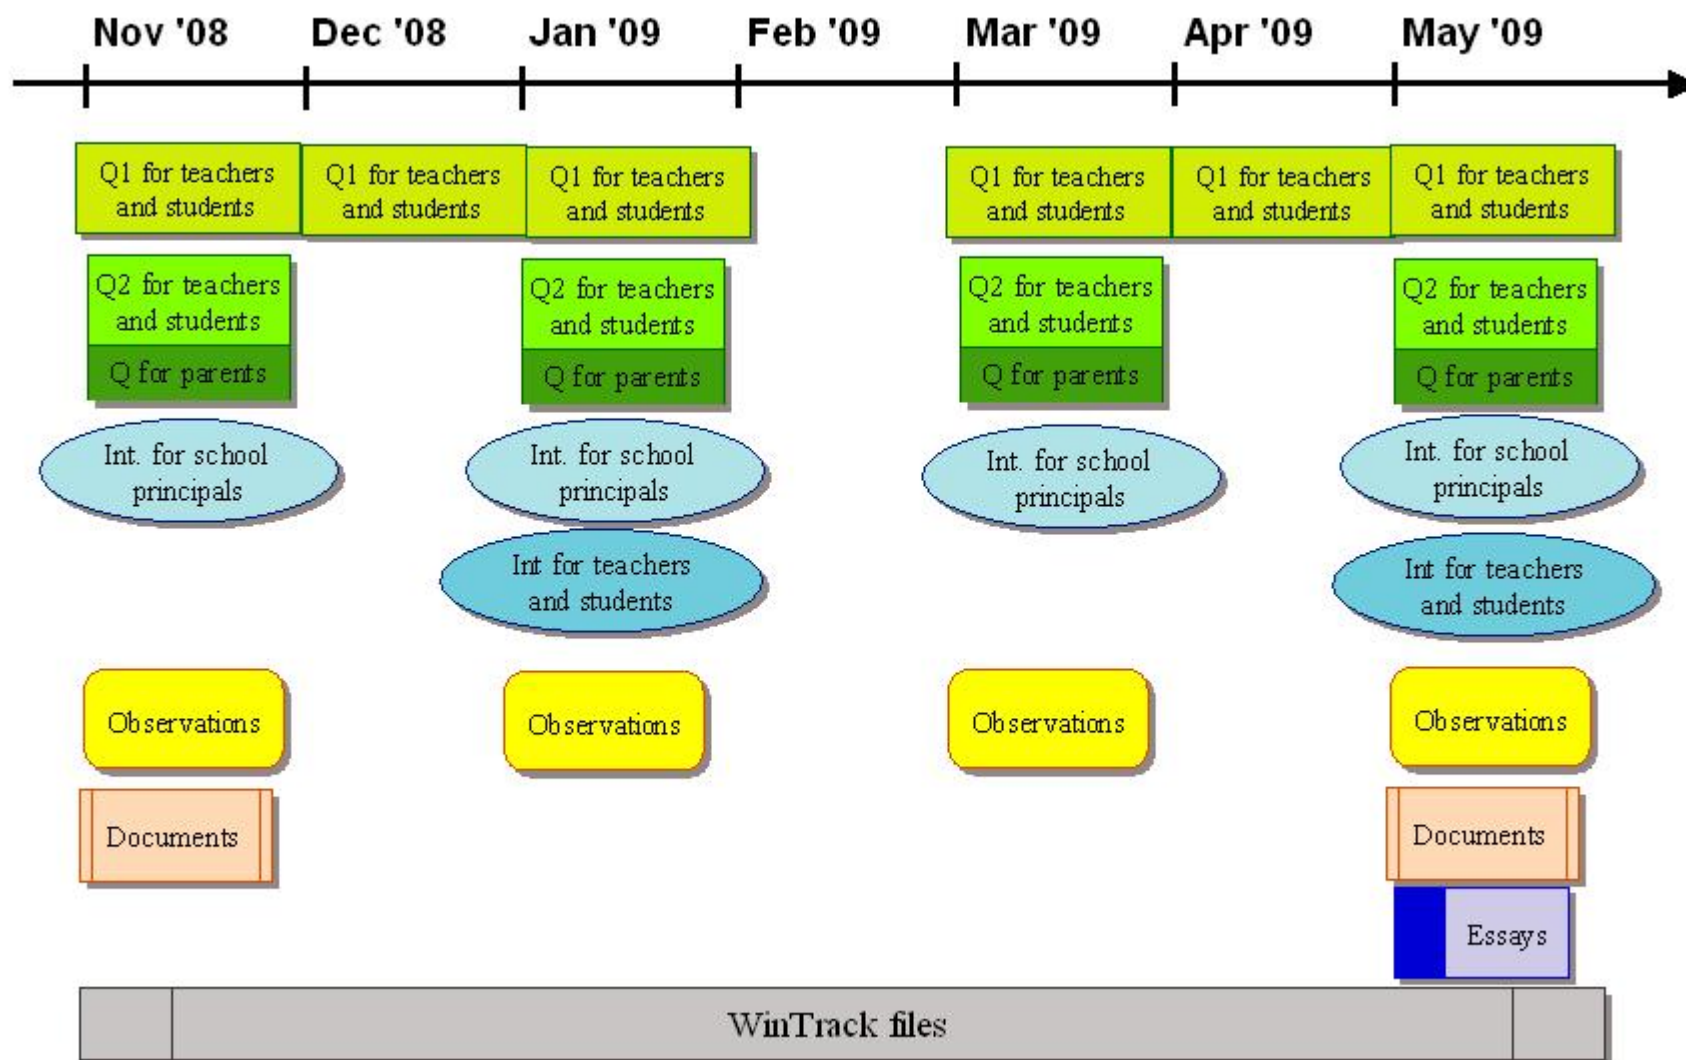 Nov '08 Dec '08 Jan '09 Feb '09 Mar '09 Apr '09 May '09
Q1 for teachers
and students
Q1 for teachers
and students
Q1 for teachers
and students
Q1 for teachers
and students
Q1 for teachers
and students
Q1 for teachers
and students
Q2 for teachers
and students
Q for parents
Q2 for teachers
and students
Q for parents
Q2 for teachers
and students
Q for parents
Q2 for teachers
and students
Q for parents
Int. for school
principals
Int. for school
principals
Int. for school
principals
Int. for school
principals
Int for teachers
and students
Int for teachers
and students
Observations
Observations
Observations
Observations
Documents
Documents
Essays
WinTrack files